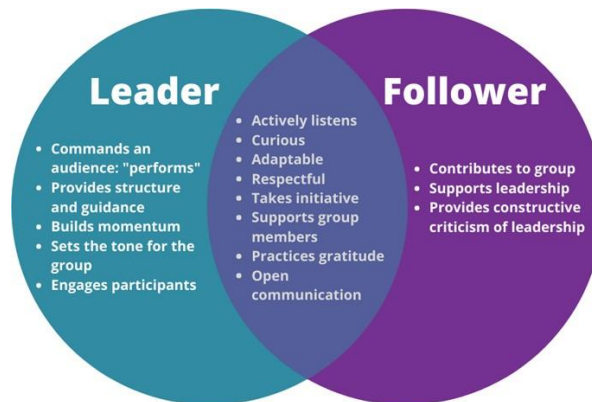 Leader
• Commands an
audience: "performs"
• Provides structure
and guidance
• Builds momentum
• Sets the tone for the
group
• Engages participants
• Actively listens
• Curious
• Adaptable
• Respectful
• Takes initiative
• Supports group
members
• Practices gratitude
• Open
communication
Follower
• Contributes to group
• Supports leadership
• Provides constructive
criticism of leadership